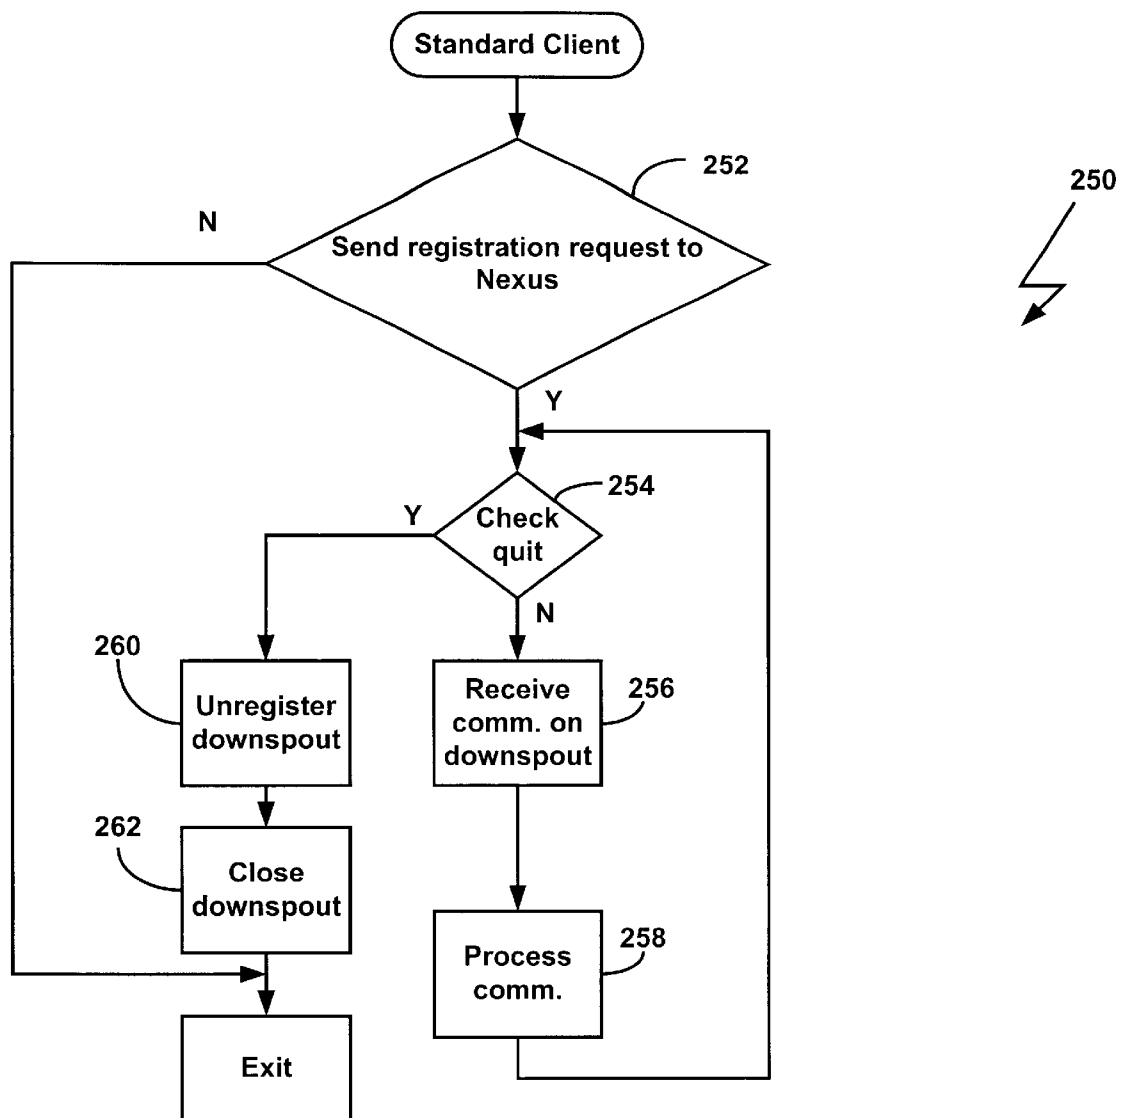 Standard Client
252
250
N
Send registration request to
Nexus
Y
254
Y
Check
quit
N
260
256
Unregister
downspout
Receive
comm. on
downspout
262
Close
downspout
258
Process
comm.
Exit